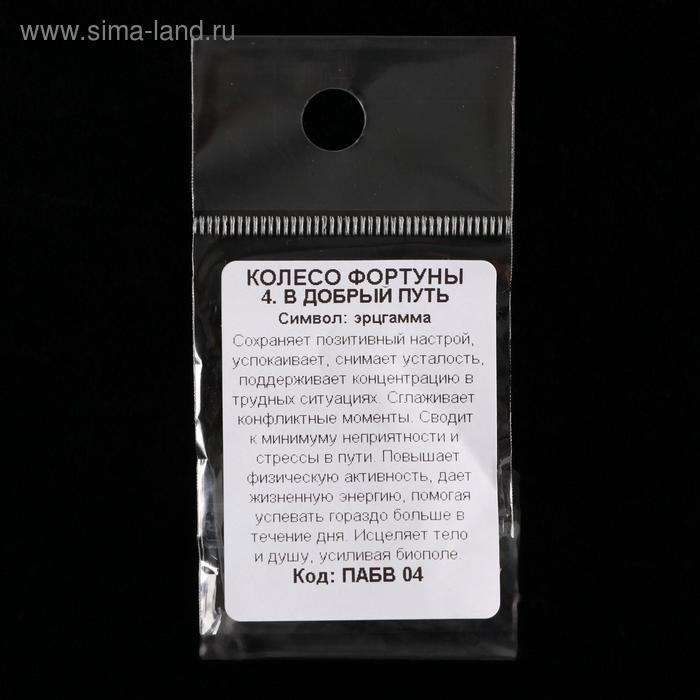 www.sima-land.ru
КОЛЕСО ФОРТУНЫ
4. В ДОБРЫЙ ПУТЬ
Символ: эрцгамма
Сохраняет позитивный настрой,
успокаивает, снимает усталость,
поддерживает концентрацию в
трудных ситуациях. Сглаживает
конфликтные моменты. Сводит
к минимуму неприятности и
стрессы в пути. Повышает
физическую активность, дает
жизненную энергию, помогая
успевать гораздо больше в
течение дня. Исцеляет тело
и душу, усиливая биополе.
Код: ПАБВ 04